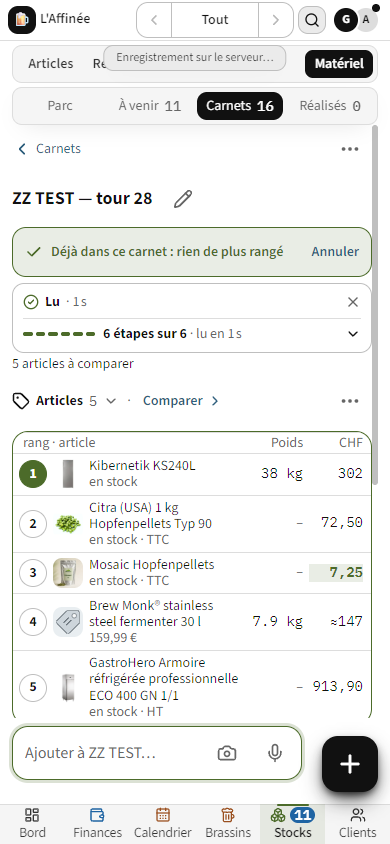 L'Affinée
Tout
G
A
Articles
Ré
Enregistrement sur le serveur…
Matériel
Parc
À venir 11
Carnets 16
Réalisés 0
Carnets
ZZ TEST — tour 28
Déjà dans ce carnet : rien de plus rangé
Annuler
Lu · 1 s
6 étapes sur 6 · lu en 1 s
5 articles à comparer
Articles 5 · Comparer
rang · article Poids CHF
1 Kibernetik KS240L 38 kg 302
en stock
Citra (USA) 1 kg
2 Hopfenpellets Typ 90 – 72,50
en stock · TTC
3 Mosaic Hopfenpellets – 7,25
en stock · TTC
Brew Monk® stainless
4 steel fermenter 30 l 7.9 kg ≈147
159,99 €
GastroHero Armoire
réfrigérée professionnelle
5 ECO 400 GN 1/1 – 913,90
en stock · HT
Ajouter à ZZ TEST…
Bord
Finances
Calendrier
Brassins
11
Stocks
Clients